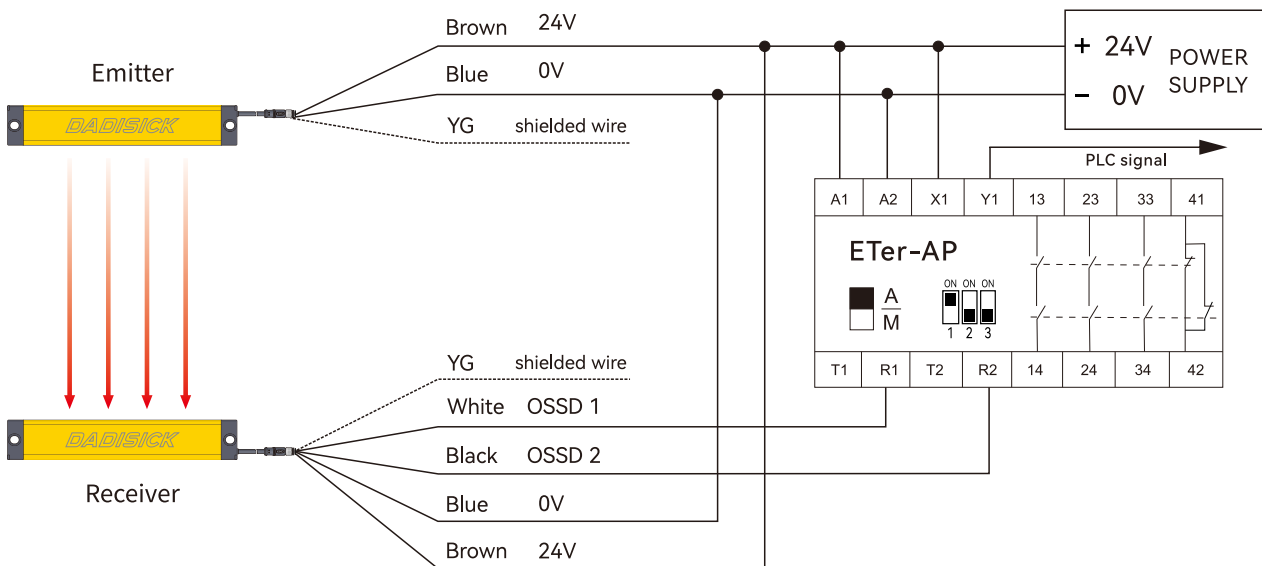 Brown 24V
Emitter
Blue 0V
YG shielded wire
DADISICK
+ 24V
- 0V
POWER
SUPPLY
PLC signal
A1 A2 X1 Y1 13 23 33 41
ETer-AP
A
M
ON ON ON
1 2 3
T1 R1 T2 R2 14 24 34 42
YG shielded wire
White OSSD 1
DADISICK
Black OSSD 2
Receiver
Blue 0V
Brown 24V